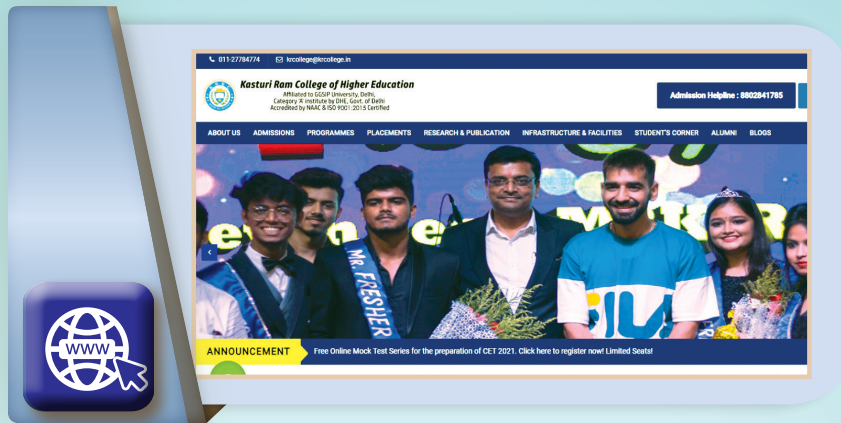 011-27784774 krcollege@krcollege.in
Kasturi Ram College of Higher Education
Affiliated to GGSIP University, Delhi,
Category 'A' institute by DHE, Govt. of Delhi
Accredited by NAAC & ISO 9001:2015 Certified
Admission Helpline : 8802841785
ABOUT US ADMISSIONS PROGRAMMES PLACEMENTS RESEARCH & PUBLICATION INFRASTRUCTURE & FACILITIES STUDENT'S CORNER ALUMNI BLOGS
MR. FRESHER
ANNOUNCEMENT Free Online Mock Test Series for the preparation of CET 2021. Click here to register now! Limited Seats!
WWW